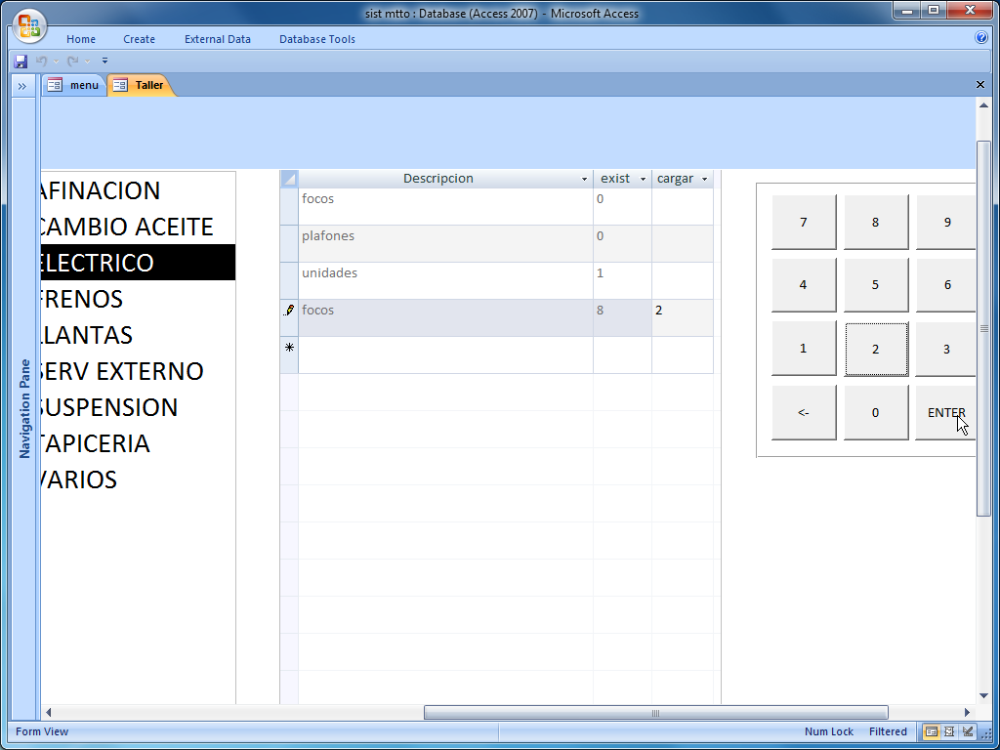 sist mtto : Database (Access 2007) - Microsoft Access
Home Create External Data Database Tools
menu Taller
Navigation Pane
AFINACION
CAMBIO ACEITE
ELECTRICO
FRENOS
LLANTAS
SERV EXTERNO
SUSPENSION
TAPICERIA
VARIOS
Descripcion exist cargar
focos 0
plafones 0
unidades 1
focos 8 2
7 8 9
4 5 6
1 2 3
<- 0 ENTER
Form View Num Lock Filtered